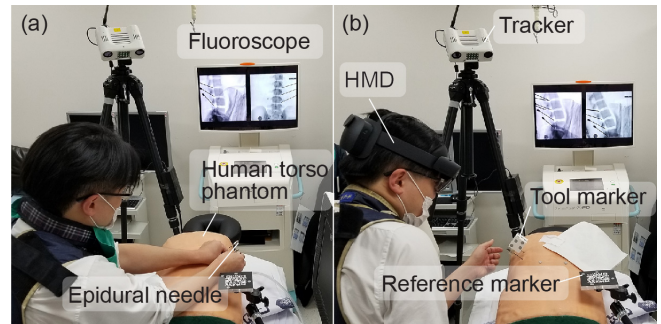 (a)
Fluoroscope
Human torso
phantom
Epidural needle
(b)
Tracker
HMD
Tool marker
Reference marker